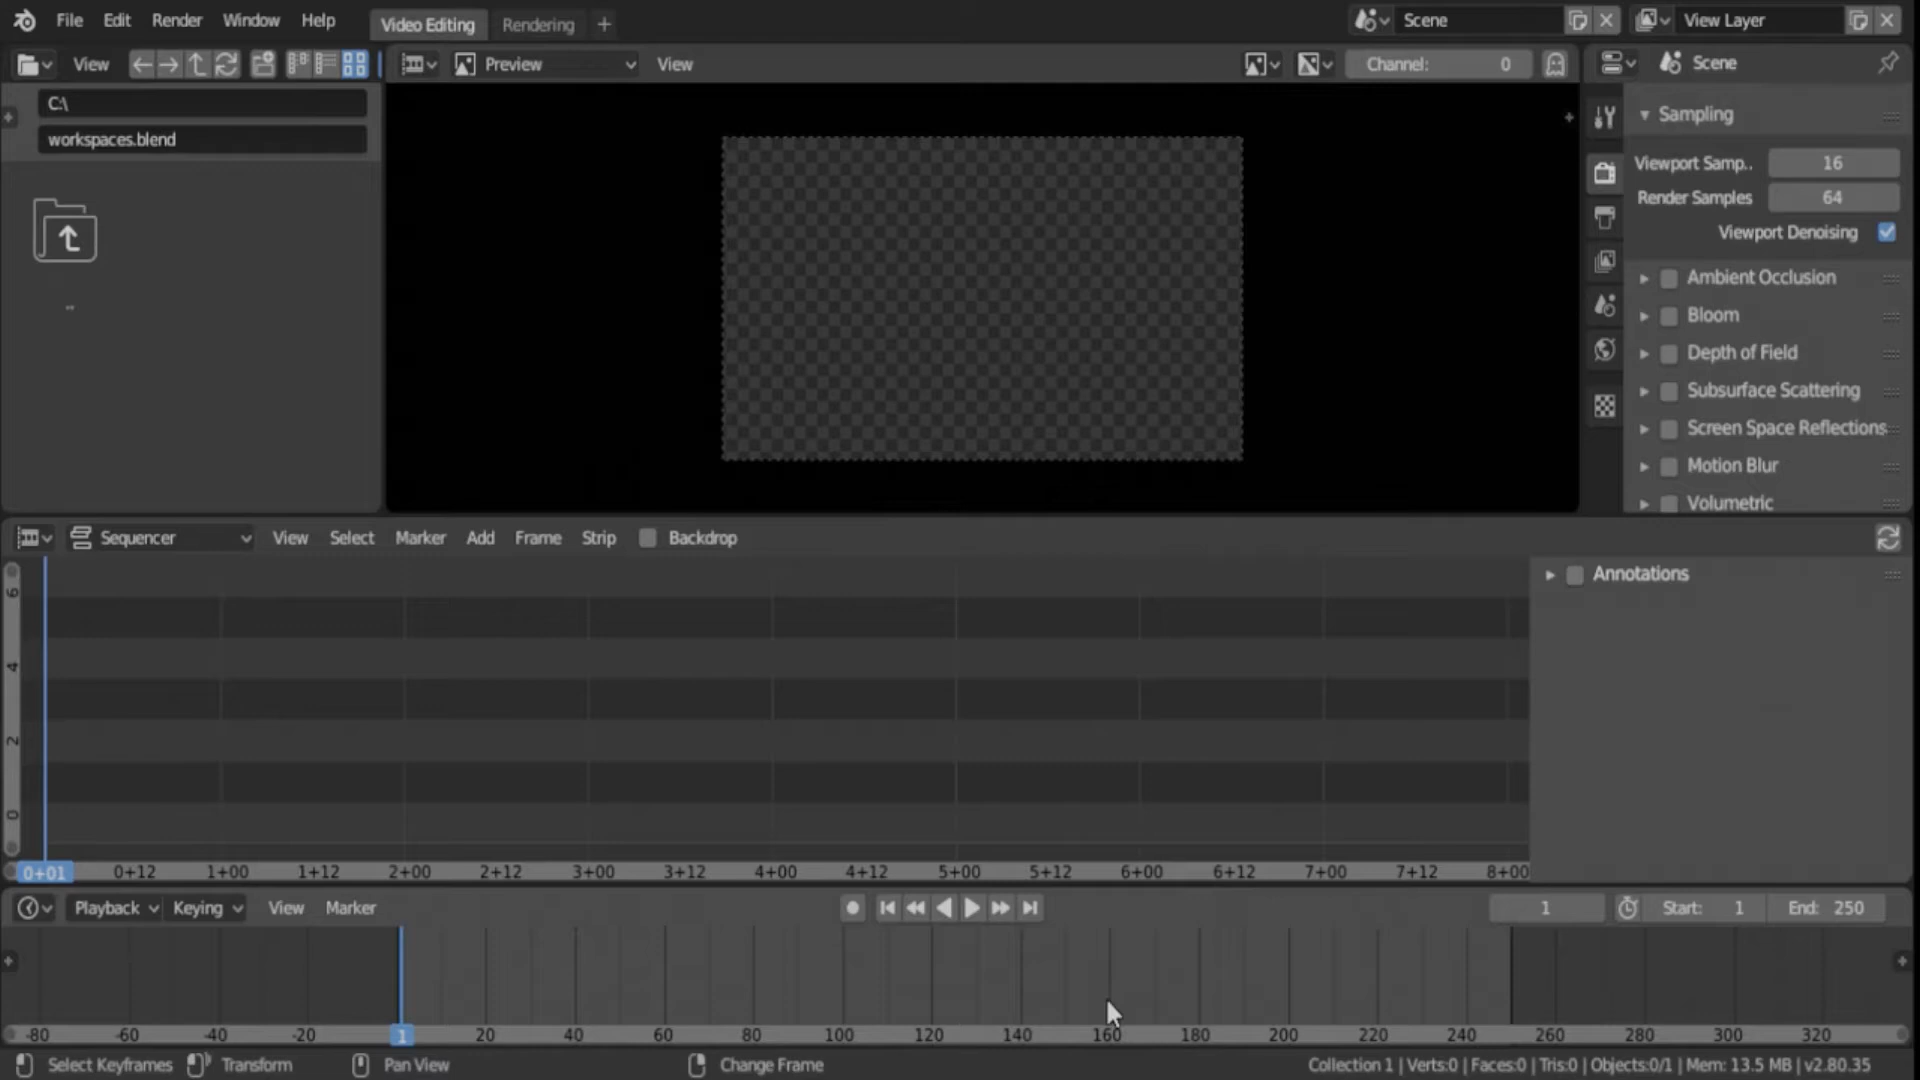 File Edit Render Window Help Video Editing Rendering + Scene View Layer
View Preview View Channel: 0 Scene
C:\
workspaces.blend
..
Sampling
Viewport Samp.. 16
Render Samples 64
Viewport Denoising
Ambient Occlusion
Bloom
Depth of Field
Subsurface Scattering
Screen Space Reflections
Motion Blur
Volumetric
Sequencer View Select Marker Add Frame Strip Backdrop
Annotations
6
4
2
0
0+01 0+12 1+00 1+12 2+00 2+12 3+00 3+12 4+00 4+12 5+00 5+12 6+00 6+12 7+00 7+12 8+00
Playback Keying View Marker 1 Start: 1 End: 250
-80 -60 -40 -20 1 20 40 60 80 100 120 140 160 180 200 220 240 260 280 300 320
Select Keyframes Transform Pan View Change Frame Collection 1 | Verts:0 | Faces:0 | Tris:0 | Objects:0/1 | Mem: 13.5 MB | v2.80.35